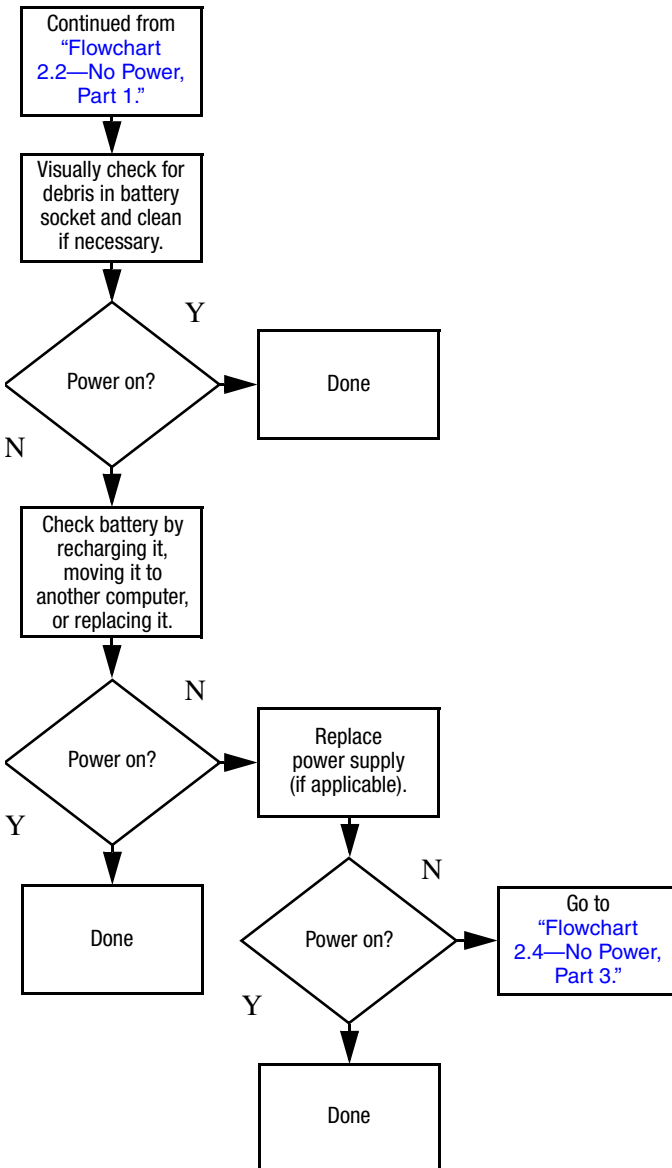 Continued from
“Flowchart
2.2—No Power,
Part 1.”
Visually check for
debris in battery
socket and clean
if necessary.
Y
Power on?
Done
N
Check battery by
recharging it,
moving it to
another computer,
or replacing it.
N
Power on?
Replace
power supply
(if applicable).
Y
Done
N
Power on?
Go to
“Flowchart
2.4—No Power,
Part 3.”
Y
Done